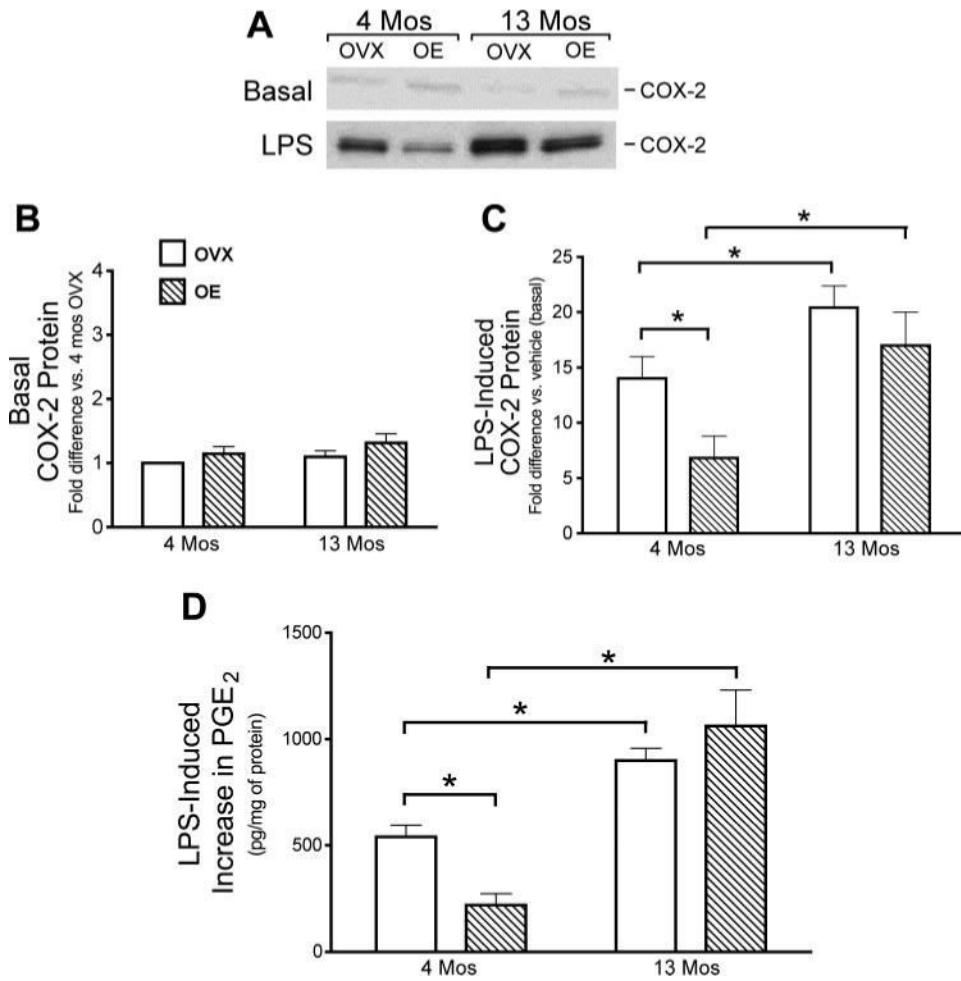 A
4 Mos 13 Mos
OVX OE OVX OE
Basal – COX-2
LPS – COX-2
B
OVX
OE
Basal
COX-2 Protein
Fold difference vs. 4 mos OVX
4
3
2
1
0
4 Mos 13 Mos
C
LPS-Induced
COX-2 Protein
Fold difference vs. vehicle (basal)
25
20
15
10
5
0
*
*
*
4 Mos 13 Mos
D
LPS-Induced
Increase in PGE₂
(pg/mg of protein)
1500
1000
500
0
*
*
*
4 Mos 13 Mos